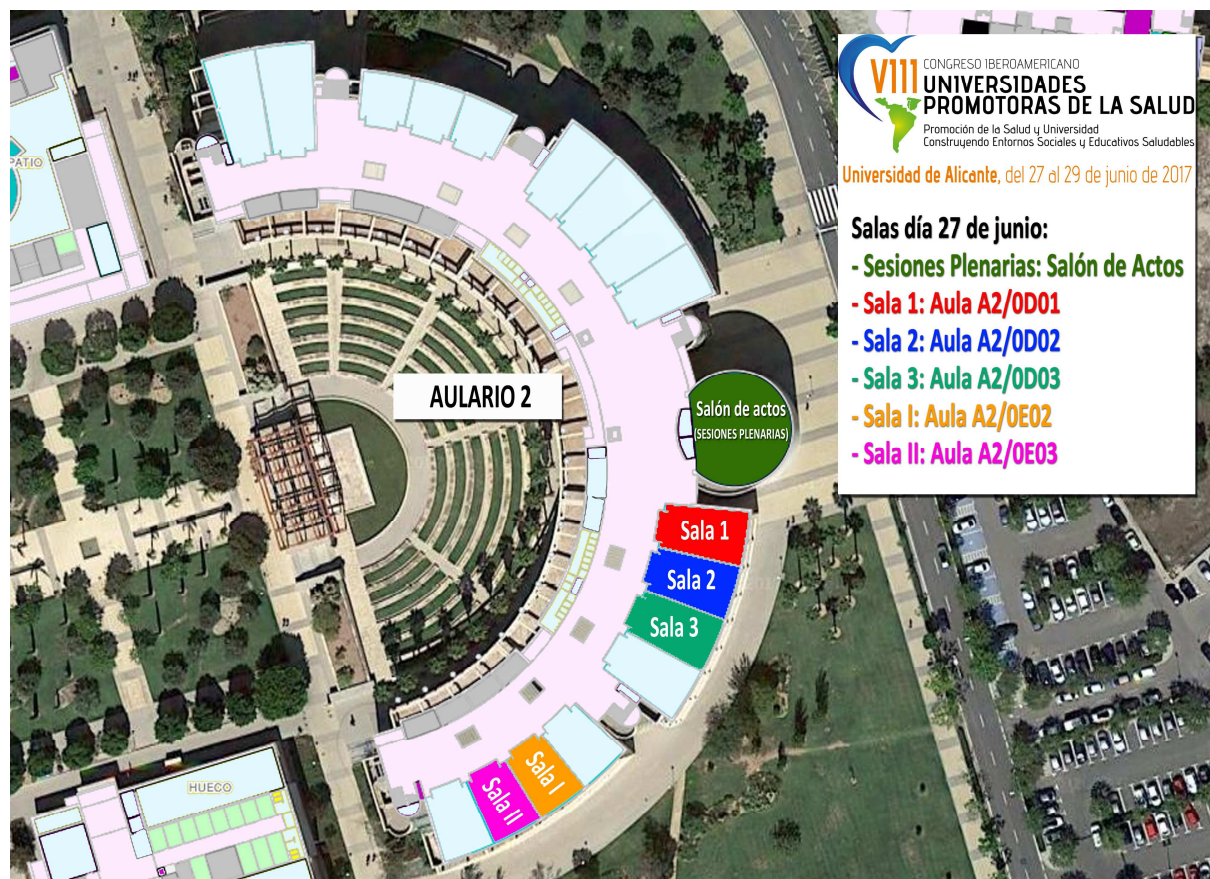 VIII
CONGRESO IBEROAMERICANO
UNIVERSIDADES
PROMOTORAS DE LA SALUD
Promoción de la Salud y Universidad
Construyendo Entornos Sociales y Educativos Saludables
Universidad de Alicante, del 27 al 29 de junio de 2017
Salas día 27 de junio:
- Sesiones Plenarias: Salón de Actos
- Sala 1: Aula A2/0D01
- Sala 2: Aula A2/0D02
- Sala 3: Aula A2/0D03
- Sala I: Aula A2/0E02
- Sala II: Aula A2/0E03
PATIO
AULARIO 2
Salón de actos
(SESIONES PLENARIAS)
Sala 1
Sala 2
Sala 3
Sala I
Sala II
HUECO